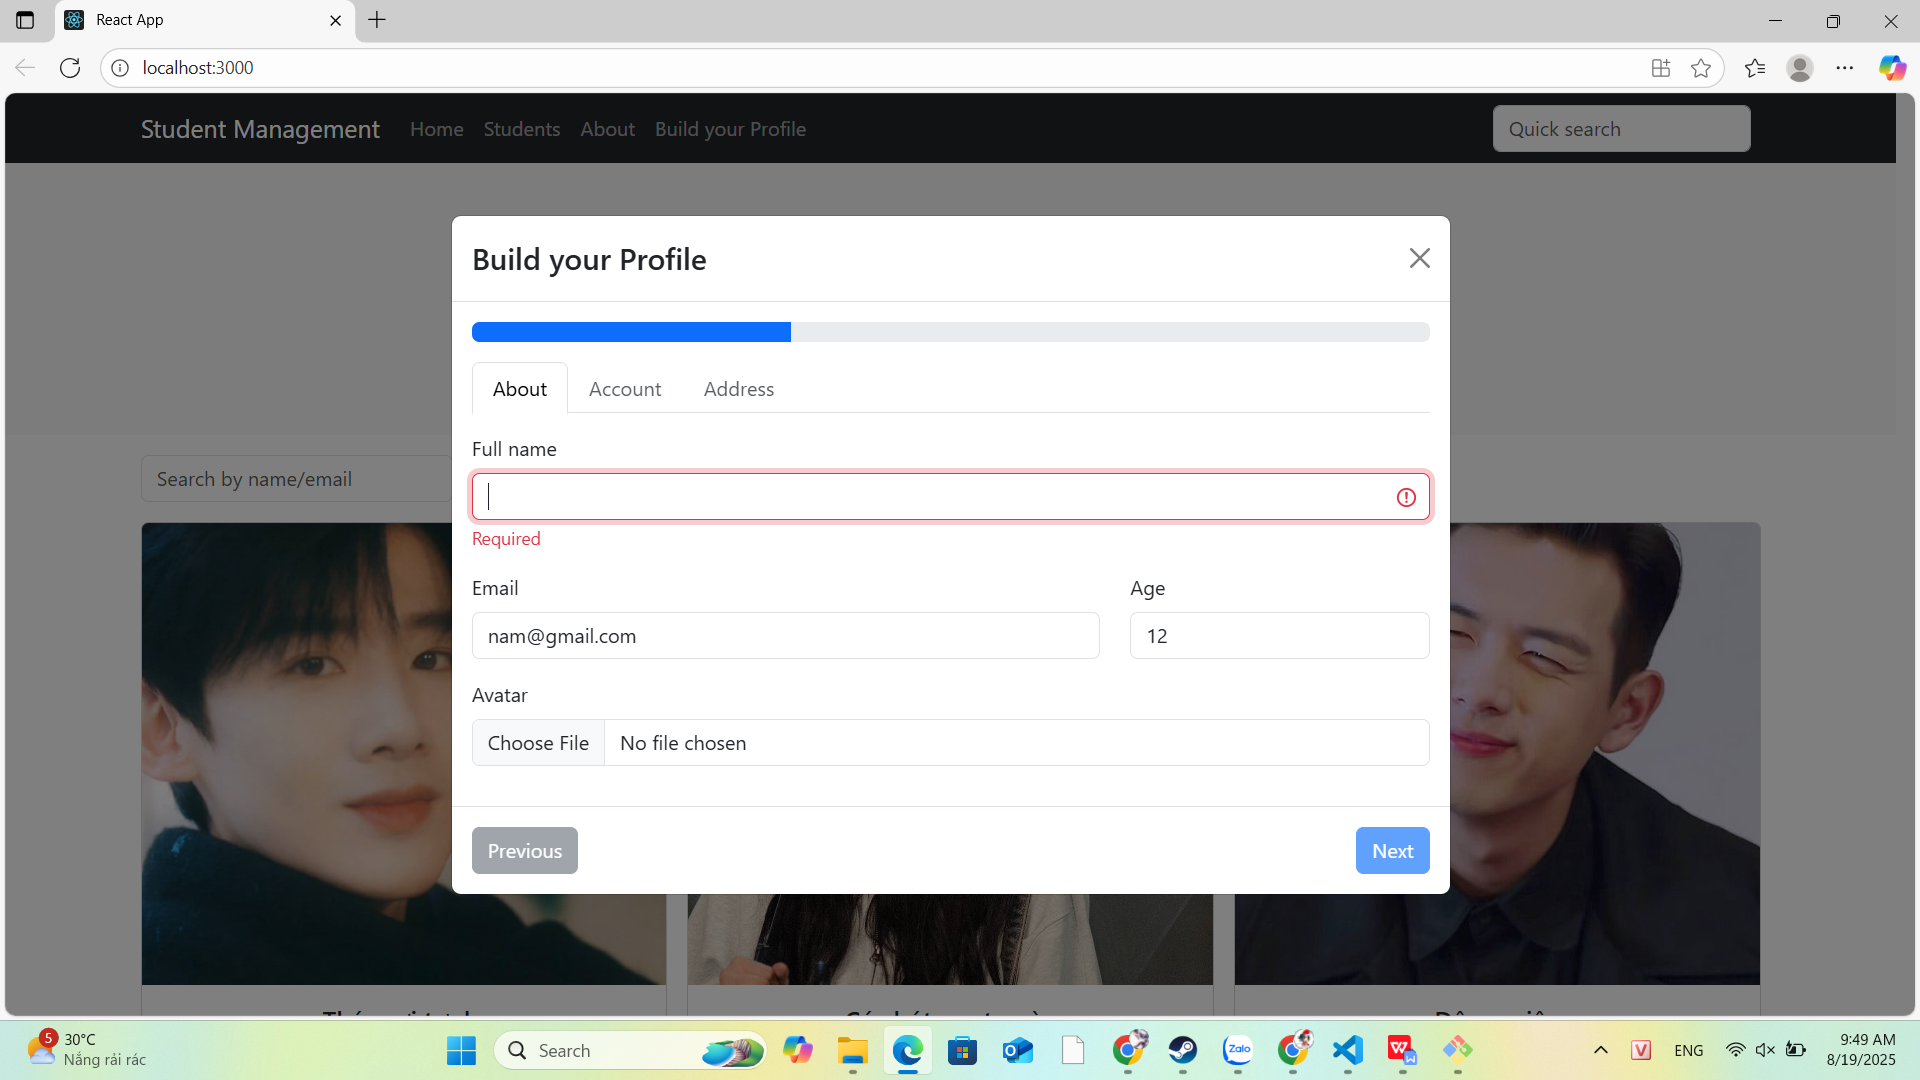 React App
localhost:3000
Student Management Home Students About Build your Profile Quick search
Build your Profile
About Account Address
Full name
Required
Search by name/email
Email Age
nam@gmail.com 12
Avatar
Choose File No file chosen
Previous Next
5
30°C
Nắng rải rác
Search
Zalo
ENG
9:49 AM
8/19/2025